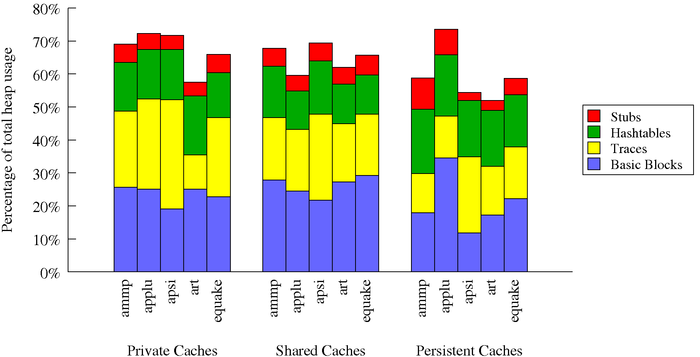 80%
70%
60%
50%
40%
30%
20%
10%
0%
Percentage of total heap usage
ammp
applu
apsi
art
equake
ammp
applu
apsi
art
equake
ammp
applu
apsi
art
equake
Private Caches
Shared Caches
Persistent Caches
Stubs
Hashtables
Traces
Basic Blocks